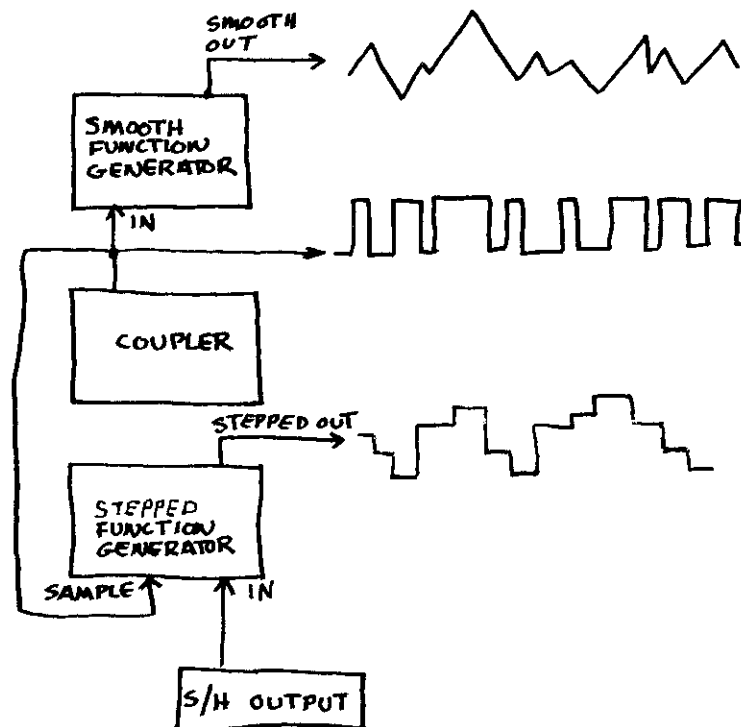 SMOOTH
OUT
SMOOTH
FUNCTION
GENERATOR
IN
COUPLER
STEPPED OUT
STEPPED
FUNCTION
GENERATOR
SAMPLE
IN
S/H OUTPUT